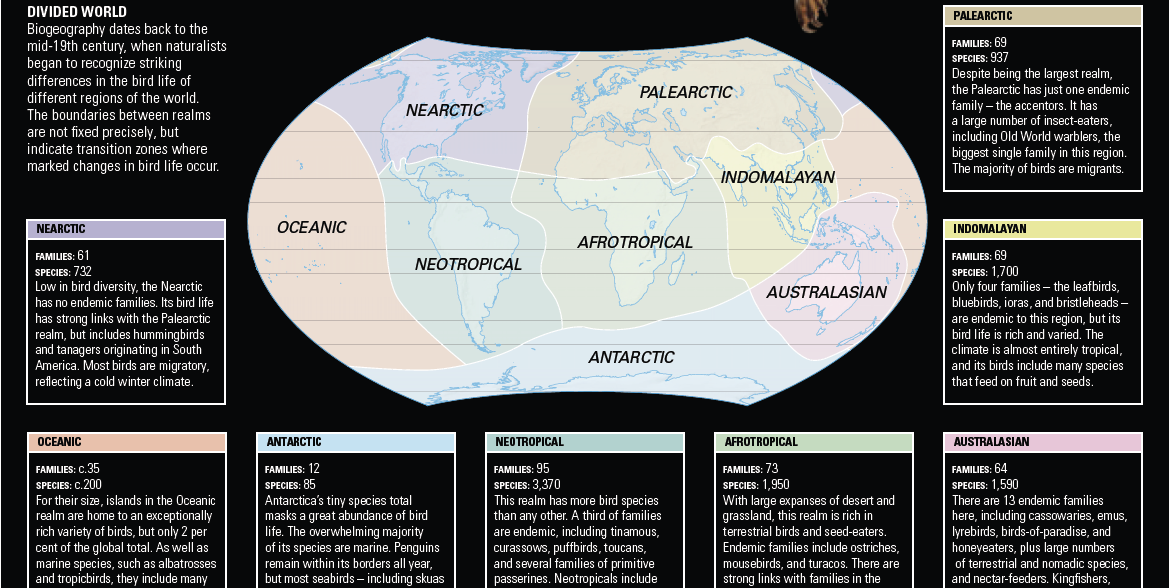 DIVIDED WORLD
Biogeography dates back to the
mid-19th century, when naturalists
began to recognize striking
differences in the bird life of
different regions of the world.
The boundaries between realms
are not fixed precisely, but
indicate transition zones where
marked changes in bird life occur.
NEARCTIC
PALEARCTIC
INDOMALAYAN
OCEANIC
AFROTROPICAL
NEOTROPICAL
AUSTRALASIAN
ANTARCTIC
PALEARCTIC
FAMILIES: 69
SPECIES: 937
Despite being the largest realm,
the Palearctic has just one endemic
family – the accentors. It has
a large number of insect-eaters,
including Old World warblers, the
biggest single family in this region.
The majority of birds are migrants.
NEARCTIC
FAMILIES: 61
SPECIES: 732
Low in bird diversity, the Nearctic
has no endemic families. Its bird life
has strong links with the Palearctic
realm, but includes hummingbirds
and tanagers originating in South
America. Most birds are migratory,
reflecting a cold winter climate.
INDOMALAYAN
FAMILIES: 69
SPECIES: 1,700
Only four families – the leafbirds,
bluebirds, ioras, and bristleheads –
are endemic to this region, but its
bird life is rich and varied. The
climate is almost entirely tropical,
and its birds include many species
that feed on fruit and seeds.
OCEANIC
FAMILIES: c.35
SPECIES: c.200
For their size, islands in the Oceanic
realm are home to an exceptionally
rich variety of birds, but only 2 per
cent of the global total. As well as
marine species, such as albatrosses
and tropicbirds, they include many
ANTARCTIC
FAMILIES: 12
SPECIES: 85
Antarctica's tiny species total
masks a great abundance of bird
life. The overwhelming majority
of its species are marine. Penguins
remain within its borders all year,
but most seabirds – including skuas
NEOTROPICAL
FAMILIES: 95
SPECIES: 3,370
This realm has more bird species
than any other. A third of families
are endemic, including tinamous,
curassows, puffbirds, toucans,
and several families of primitive
passerines. Neotropicals include
AFROTROPICAL
FAMILIES: 73
SPECIES: 1,950
With large expanses of desert and
grassland, this realm is rich in
terrestrial birds and seed-eaters.
Endemic families include ostriches,
mousebirds, and turacos. There are
strong links with families in the
AUSTRALASIAN
FAMILIES: 64
SPECIES: 1,590
There are 13 endemic families
here, including cassowaries, emus,
lyrebirds, birds-of-paradise, and
honeyeaters, plus large numbers
of terrestrial and nomadic species,
and nectar-feeders. Kingfishers,